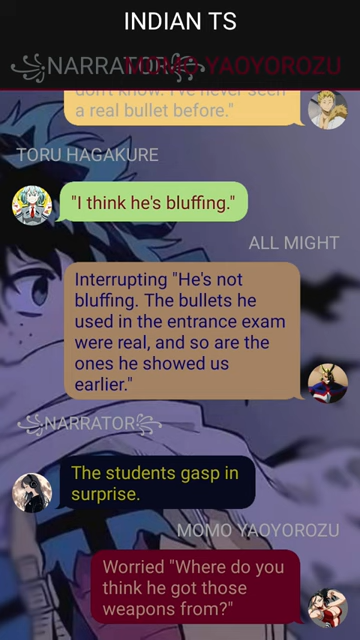 INDIAN TS
꧁NARRATOR꧂
MOMO YAOYOROZU
don't know. I've never seen
a real bullet before."
TORU HAGAKURE
"I think he's bluffing."
ALL MIGHT
Interrupting "He's not
bluffing. The bullets he
used in the entrance exam
were real, and so are the
ones he showed us
earlier."
꧁NARRATOR꧂
The students gasp in
surprise.
MOMO YAOYOROZU
Worried "Where do you
think he got those
weapons from?"